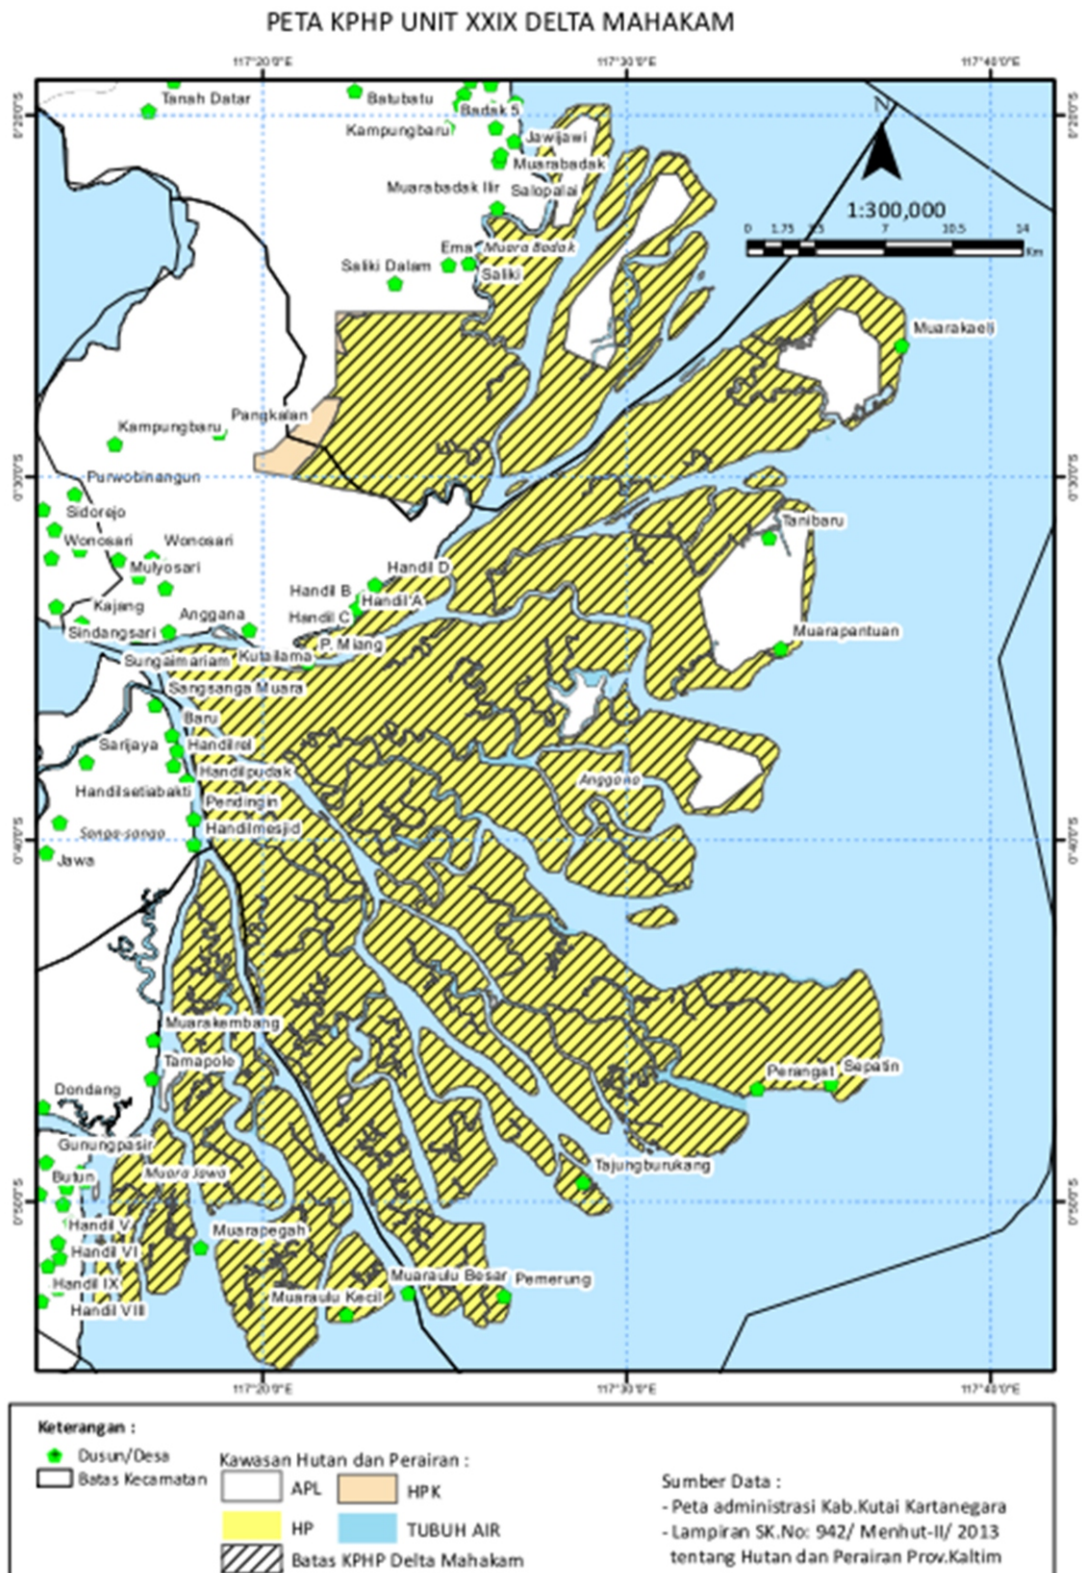 PETA KPHP UNIT XXIX DELTA MAHAKAM
117°20'0"E
117°30'0"E
117°40'0"E
Tanah Datar
Batubatu
Badak 5
Kampungbaru
Jawijawi
Muarabadak
Muarabadak Ilir
Salopalai
N
1:300,000
0 1.75 3.5 7 10.5 14
Km
Muara Badak
Saliki Dalam
Saliki
Muarakaeli
Pangkalan
Kampungbaru
Purwobinangun
Sidorejo
Wonosari
Wonosari
Mulyosari
Tanibaru
Handil D
Handil B
Handil A
Kajang
Anggana
Handil C
Sindangsari
P. Miang
Muarapantuan
Sungaimariam
Kutailama
Sangsanga Muara
Baru
Sarijaya
Handilrel
Handilpudak
Anggana
Handilsetiabakti
Pendingin
Sanga-sanga
Handilmesjid
Jawa
Muarakembang
Tamapole
Perangat
Sepatin
Dondang
Gunungpasir
Muara Jawa
Tajungburukang
Butun
Handil V
Muarapegah
Handil VI
Muaraulu Besar
Pemerung
Handil IX
Muaraulu Kecil
Handil VIII
117°20'0"E
117°30'0"E
117°40'0"E
Keterangan :
Dusun/Desa
Batas Kecamatan
Kawasan Hutan dan Perairan :
APL
HPK
HP
TUBUH AIR
Batas KPHP Delta Mahakam
Sumber Data :
- Peta administrasi Kab.Kutai Kartanegara
- Lampiran SK.No: 942/ Menhut-II/ 2013
tentang Hutan dan Perairan Prov.Kaltim